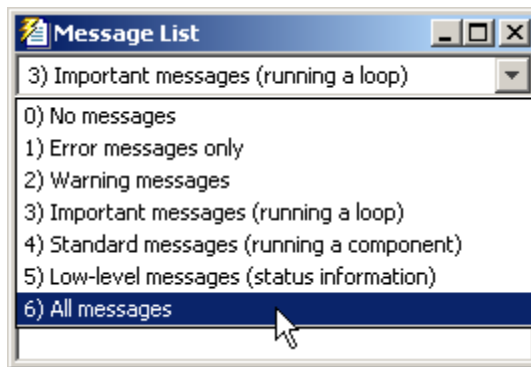 Message List
3) Important messages (running a loop)
0) No messages
1) Error messages only
2) Warning messages
3) Important messages (running a loop)
4) Standard messages (running a component)
5) Low-level messages (status information)
6) All messages